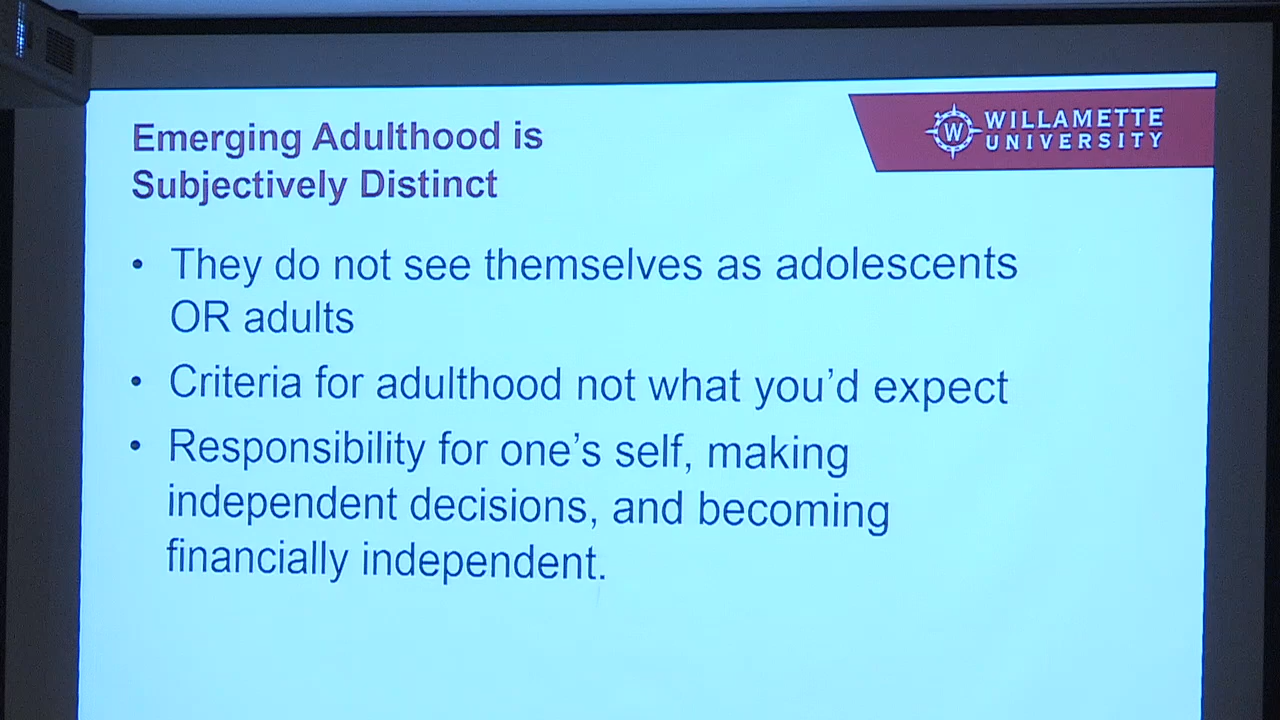 Emerging Adulthood is
Subjectively Distinct
W
WILLAMETTE
UNIVERSITY
• They do not see themselves as adolescents
OR adults
• Criteria for adulthood not what you'd expect
• Responsibility for one's self, making
independent decisions, and becoming
financially independent.